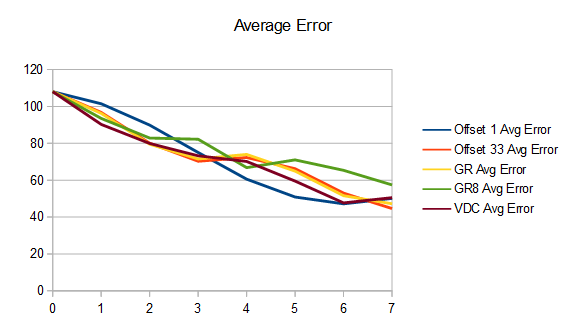 Average Error
120
100
80
60
40
20
0
0 1 2 3 4 5 6 7
Offset 1 Avg Error
Offset 33 Avg Error
GR Avg Error
GR8 Avg Error
VDC Avg Error